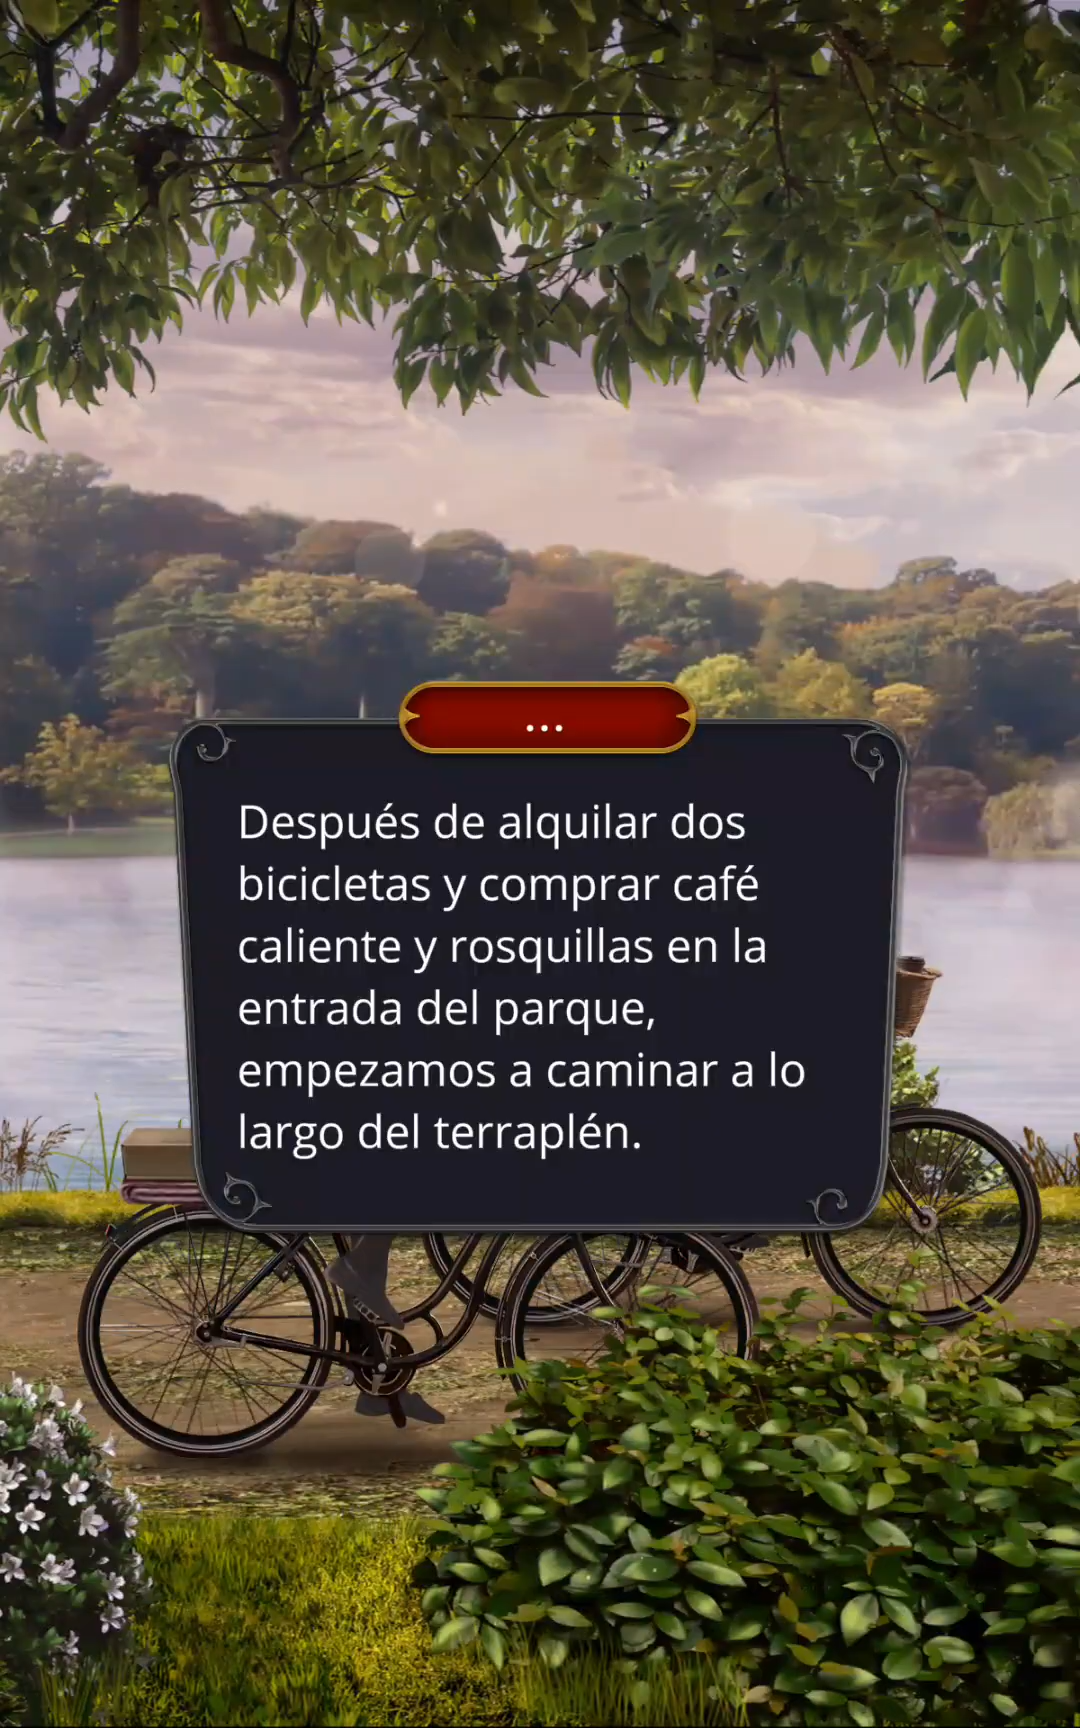 ...
Después de alquilar dos
bicicletas y comprar café
caliente y rosquillas en la
entrada del parque,
empezamos a caminar a lo
largo del terraplén.